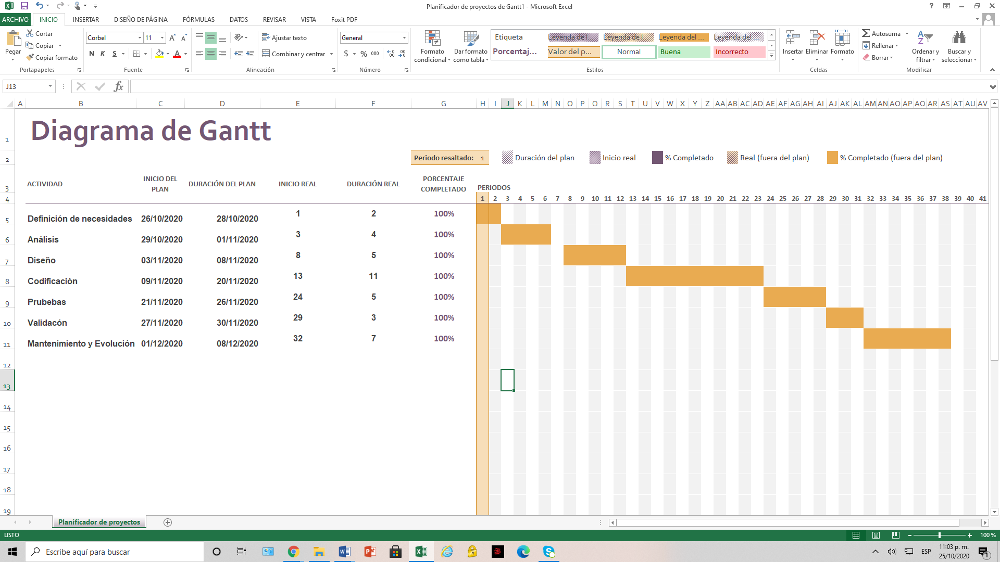 Planificador de proyectos de Gantt1 - Microsoft Excel
ARCHIVO INICIO INSERTAR DISEÑO DE PÁGINA FÓRMULAS DATOS REVISAR VISTA Foxit PDF
Pegar Cortar Copiar Copiar formato
Corbel 11
N K S
Ajustar texto
Combinar y centrar
General
$ % 000
Formato condicional
Dar formato como tabla
Etiqueta Leyenda de l Leyenda de l Leyenda del ... Leyenda del
Porcentaj... Valor del p... Normal Buena Incorrecto
Insertar Eliminar Formato
Autosuma
Rellenar
Borrar
Ordenar y filtrar
Buscar y seleccionar
Portapapeles Fuente Alineación Número Estilos Celdas Modificar
J13 fx
A B C D E F G H I J K L M N O P Q R S T U V W X Y Z AA AB AC AD AE AF AG AH AI AJ AK AL AM AN AO AP AQ AR AS AT AU AV
1 Diagrama de Gantt
2 Periodo resaltado: 1 Duración del plan Inicio real % Completado Real (fuera del plan) % Completado (fuera del plan)
3 ACTIVIDAD INICIO DEL PLAN DURACIÓN DEL PLAN INICIO REAL DURACIÓN REAL PORCENTAJE COMPLETADO PERIODOS
4 1 2 3 4 5 6 7 8 9 10 11 12 13 14 15 16 17 18 19 20 21 22 23 24 25 26 27 28 29 30 31 32 33 34 35 36 37 38 39 40 41
5 Definición de necesidades 26/10/2020 28/10/2020 1 2 100%
6 Análisis 29/10/2020 01/11/2020 3 4 100%
7 Diseño 03/11/2020 08/11/2020 8 5 100%
8 Codificación 09/11/2020 20/11/2020 13 11 100%
9 Prubebas 21/11/2020 26/11/2020 24 5 100%
10 Validacón 27/11/2020 30/11/2020 29 3 100%
11 Mantenimiento y Evolución 01/12/2020 08/12/2020 32 7 100%
12
13
14
15
16
17
18
19
Planificador de proyectos
LISTO 100 %
Escribe aquí para buscar
ESP
11:03 p. m.
25/10/2020
1